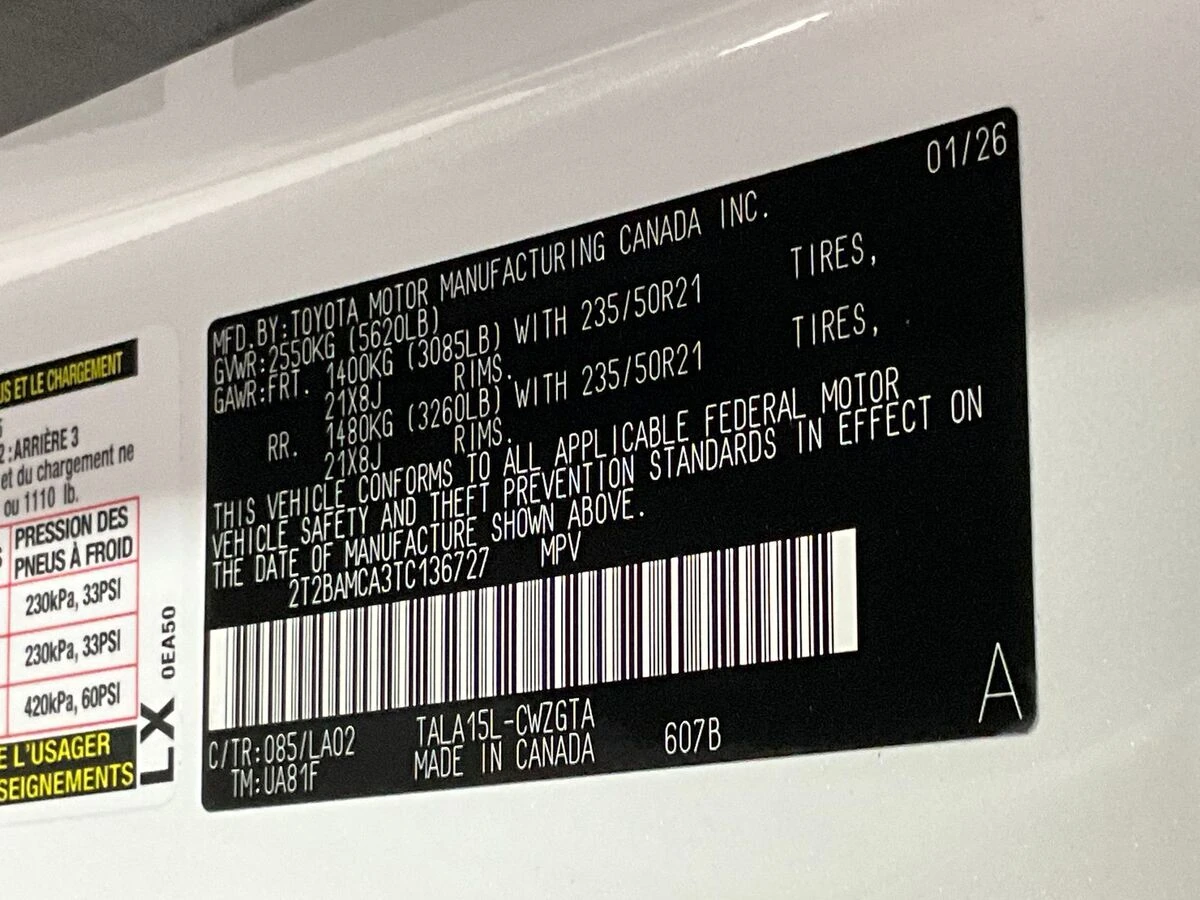 US ET LE CHARGEMENT
2:ARRIÈRE 3
et du chargement ne
ou 1110 lb.
PRESSION DES
PNEUS À FROID
230kPa, 33PSI
230kPa, 33PSI
420kPa, 60PSI
E L'USAGER
SEIGNEMENTS
LX 0EA50
01/26
MFD.BY:TOYOTA MOTOR MANUFACTURING CANADA INC.
GVWR:2550KG (5620LB)
GAWR:FRT. 1400KG (3085LB) WITH 235/50R21 TIRES,
21X8J RIMS.
RR. 1480KG (3260LB) WITH 235/50R21 TIRES,
21X8J RIMS.
THIS VEHICLE CONFORMS TO ALL APPLICABLE FEDERAL MOTOR
VEHICLE SAFETY AND THEFT PREVENTION STANDARDS IN EFFECT ON
THE DATE OF MANUFACTURE SHOWN ABOVE.
2T2BAMCA3TC136727 MPV
C/TR:085/LA02 TALA15L-CWZGTA
TM:UA81F MADE IN CANADA 607B
A